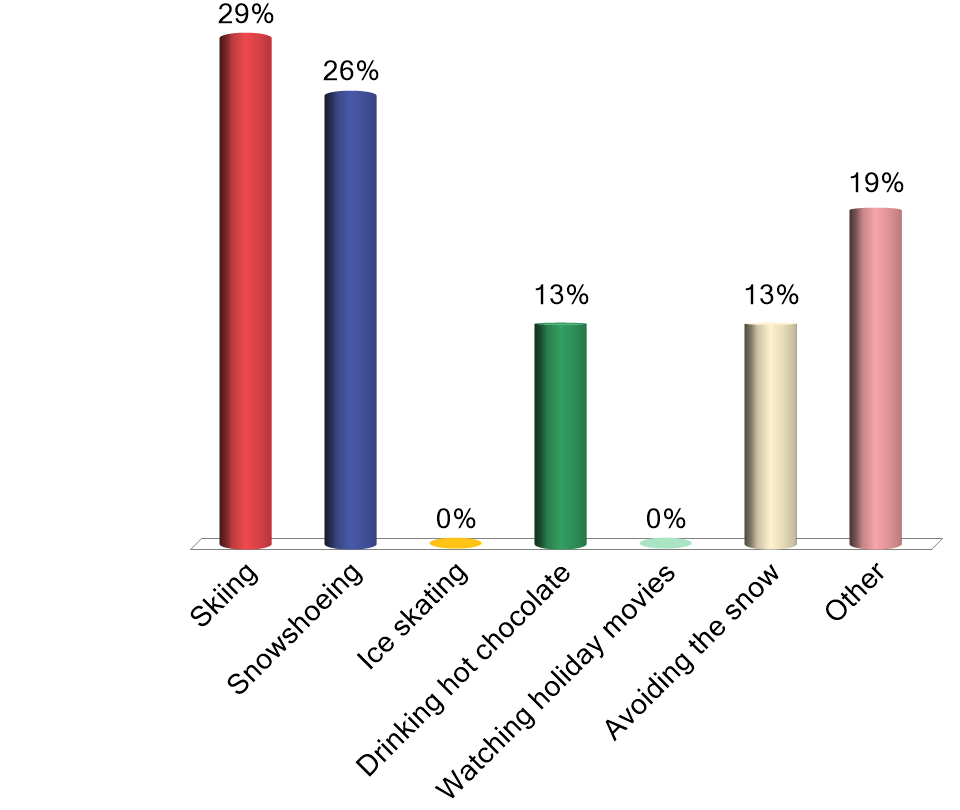 29%
26%
0%
13%
0%
13%
19%
Skiing
Snowshoeing
Ice skating
Drinking hot chocolate
Watching holiday movies
Avoiding the snow
Other